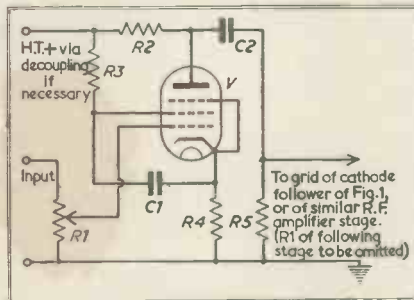 R2
C2
H.T.+ via
decoupling
if
necessary
R3
V
Input
C1
R1
R4
R5
To grid of cathode
follower of Fig.1,
or of similar R.F.
amplifier stage.
(R1 of following
stage to be omitted)